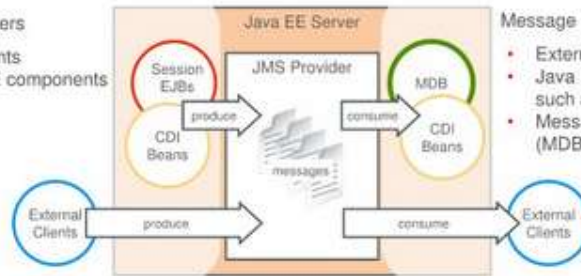 ers
nts
components
Java EE Server
Session
EJBs
CDI
Beans
produce
JMS Provider
messages
consume
MDB
CDI
Beans
Message
• Extern
• Java
such
• Mess
(MDB
External
Clients
produce
consume
External
Clients